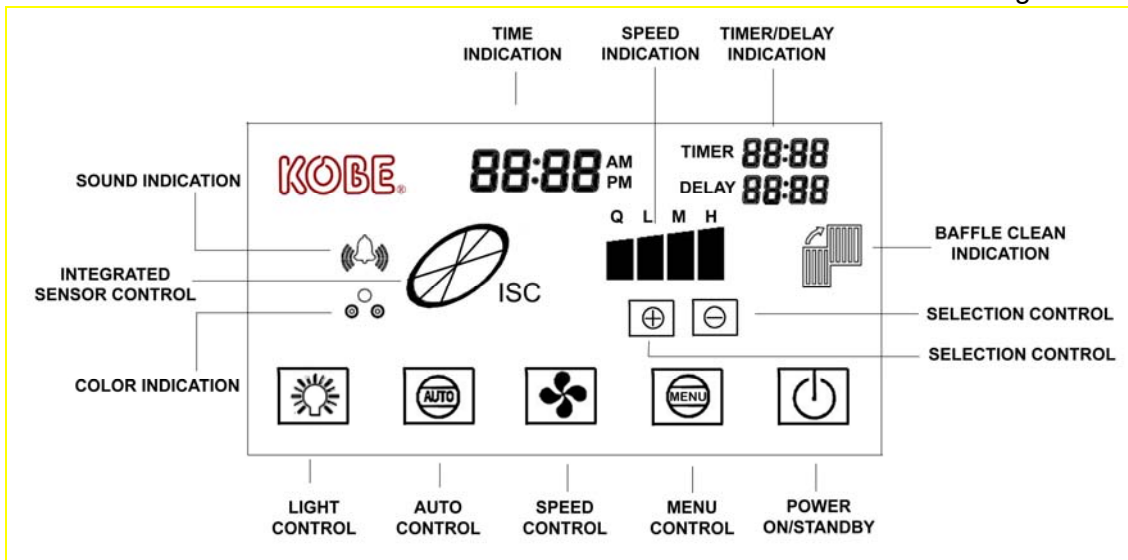 TIME
INDICATION
SPEED
INDICATION
TIMER/DELAY
INDICATION
KOBE®
88:88 AM
PM
TIMER 88:88
DELAY 88:88
SOUND INDICATION
Q L M H
BAFFLE CLEAN
INDICATION
INTEGRATED
SENSOR CONTROL
ISC
SELECTION CONTROL
SELECTION CONTROL
COLOR INDICATION
AUTO
MENU
LIGHT
CONTROL
AUTO
CONTROL
SPEED
CONTROL
MENU
CONTROL
POWER
ON/STANDBY